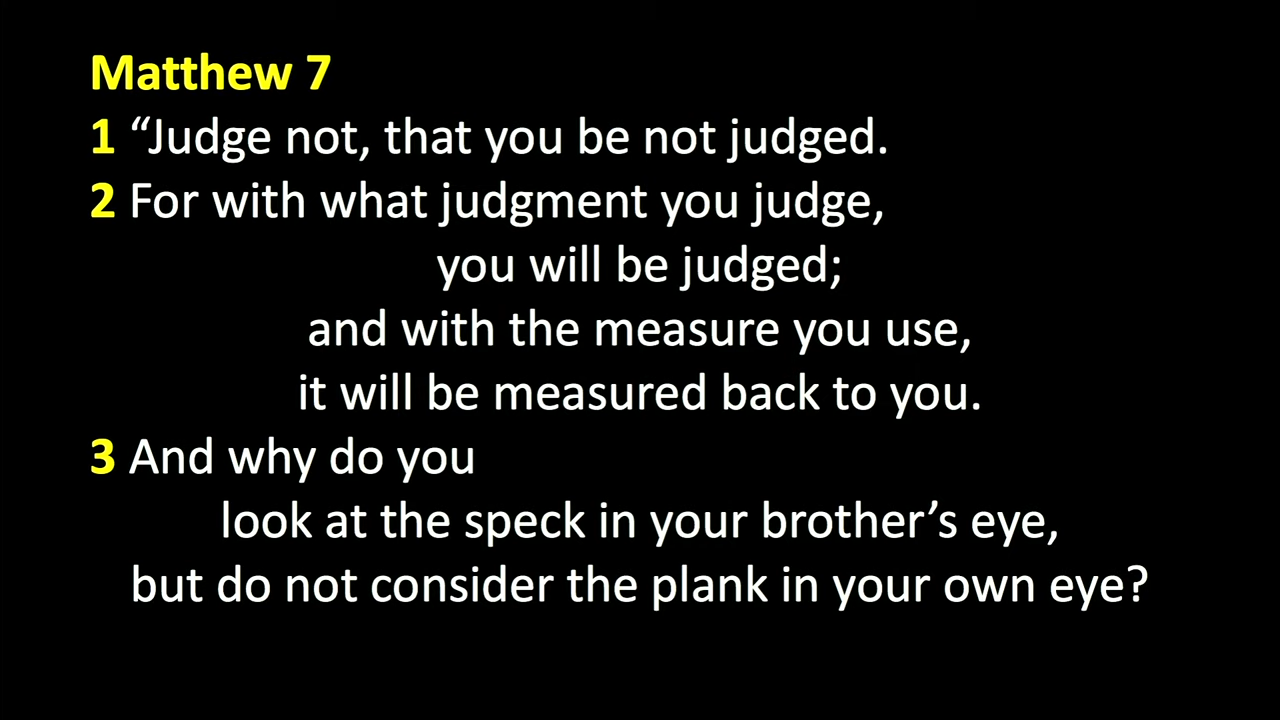 Matthew 7
1 “Judge not, that you be not judged.
2 For with what judgment you judge,
you will be judged;
and with the measure you use,
it will be measured back to you.
3 And why do you
look at the speck in your brother’s eye,
but do not consider the plank in your own eye?